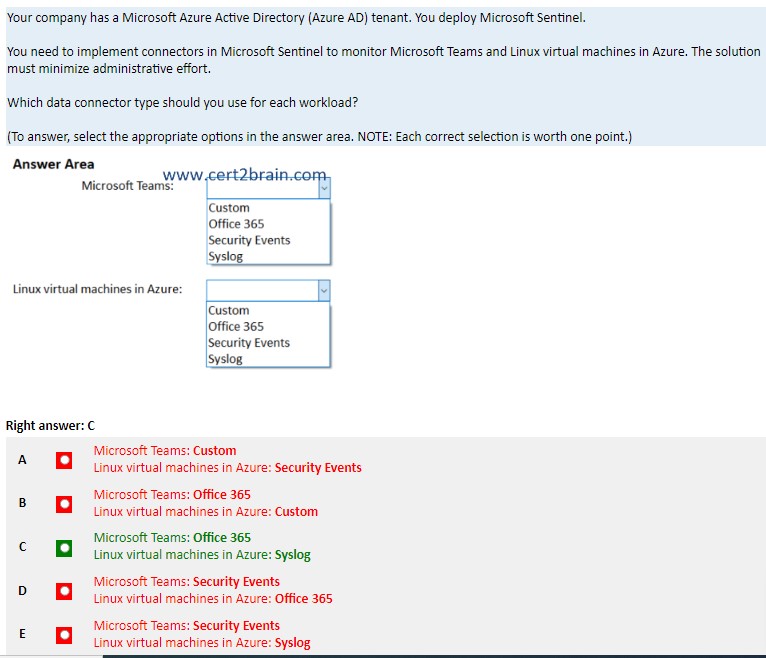 Your company has a Microsoft Azure Active Directory (Azure AD) tenant. You deploy Microsoft Sentinel.
You need to implement connectors in Microsoft Sentinel to monitor Microsoft Teams and Linux virtual machines in Azure. The solution
must minimize administrative effort.
Which data connector type should you use for each workload?
(To answer, select the appropriate options in the answer area. NOTE: Each correct selection is worth one point.)
Answer Area
www.cert2brain.com
Microsoft Teams:
Custom
Office 365
Security Events
Syslog
Linux virtual machines in Azure:
Custom
Office 365
Security Events
Syslog
Right answer: C
A
Microsoft Teams: Custom
Linux virtual machines in Azure: Security Events
B
Microsoft Teams: Office 365
Linux virtual machines in Azure: Custom
C
Microsoft Teams: Office 365
Linux virtual machines in Azure: Syslog
D
Microsoft Teams: Security Events
Linux virtual machines in Azure: Office 365
E
Microsoft Teams: Security Events
Linux virtual machines in Azure: Syslog